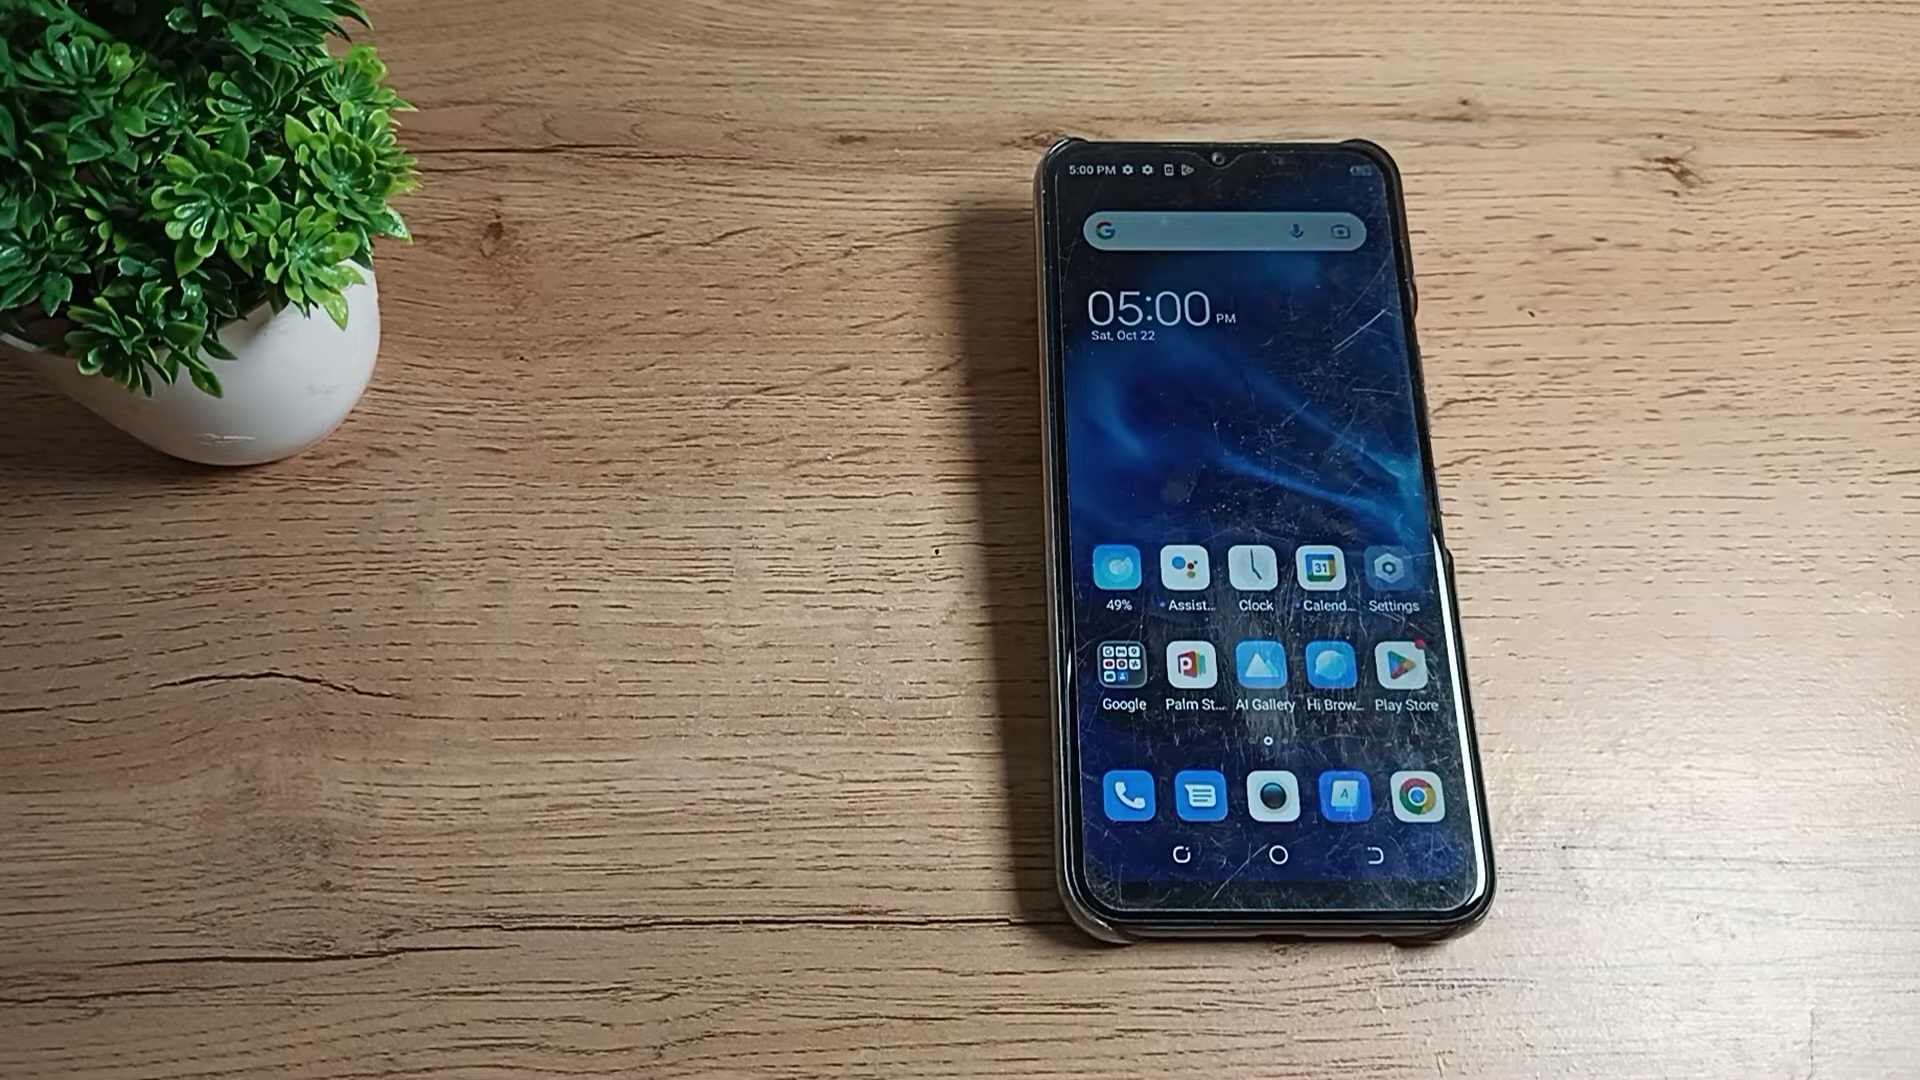 5:00 PM
05:00 PM
Sat, Oct 22
31
49% Assist... Clock Calend... Settings
P
Google Palm St... AI Gallery Hi Brow... Play Store
A